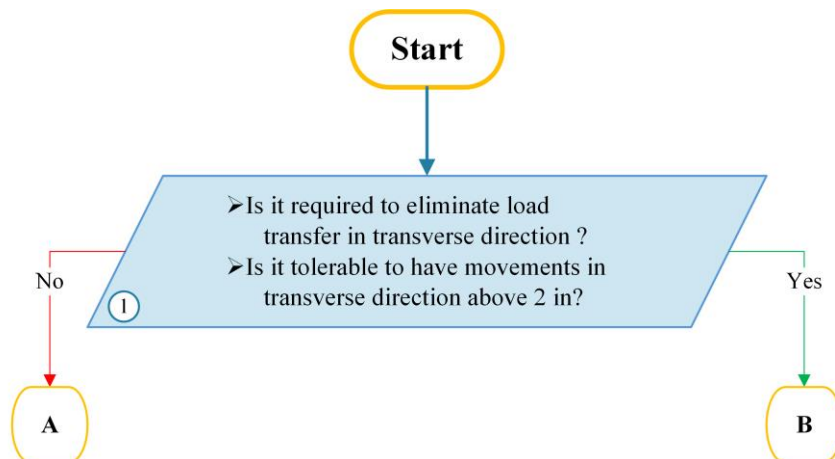 Start
➢Is it required to eliminate load
transfer in transverse direction ?
➢Is it tolerable to have movements in
transverse direction above 2 in?
No
Yes
1
A
B